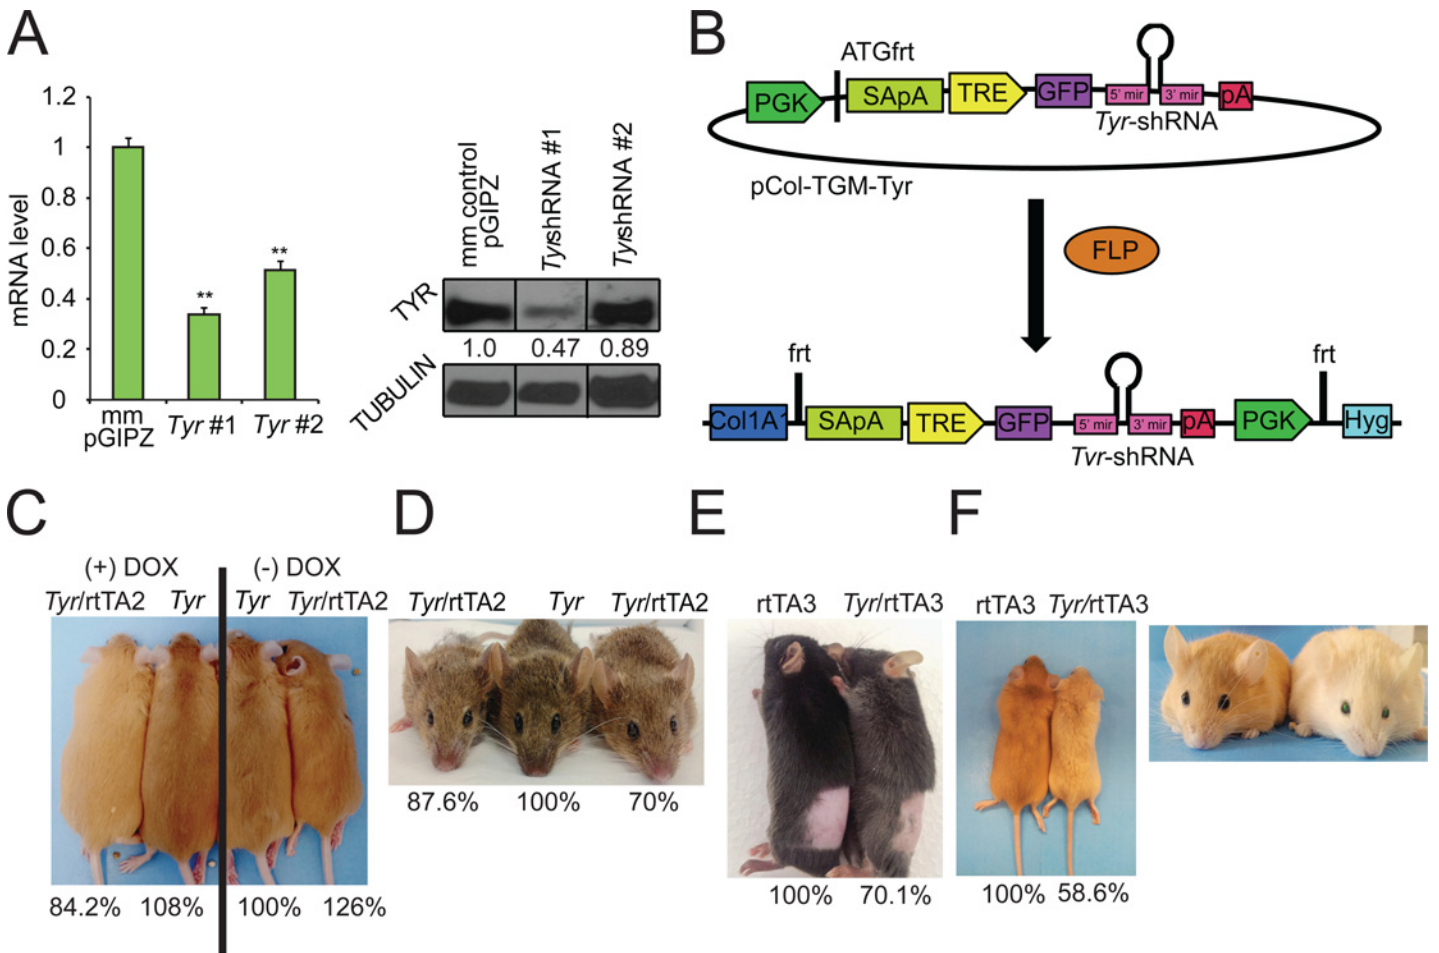 A
1.2
1
0.8
0.6
0.4
0.2
0
mRNA level
**
**
mm pGIPZ
Tyr #1
Tyr #2
mm control pGIPZ
TyrshRNA #1
TyrshRNA #2
TYR
1.0 0.47 0.89
TUBULIN
B
ATGfrt
PGK SApA TRE GFP 5' mir 3' mir pA
Tyr-shRNA
pCol-TGM-Tyr
FLP
frt frt
Col1A1 SApA TRE GFP 5' mir 3' mir pA PGK Hyg
Tvr-shRNA
C
(+) DOX (-) DOX
Tyr/rtTA2 Tyr Tyr Tyr/rtTA2
84.2% 108% 100% 126%
D
Tyr/rtTA2 Tyr Tyr/rtTA2
87.6% 100% 70%
E
rtTA3 Tyr/rtTA3
100% 70.1%
F
rtTA3 Tyr/rtTA3
100% 58.6%